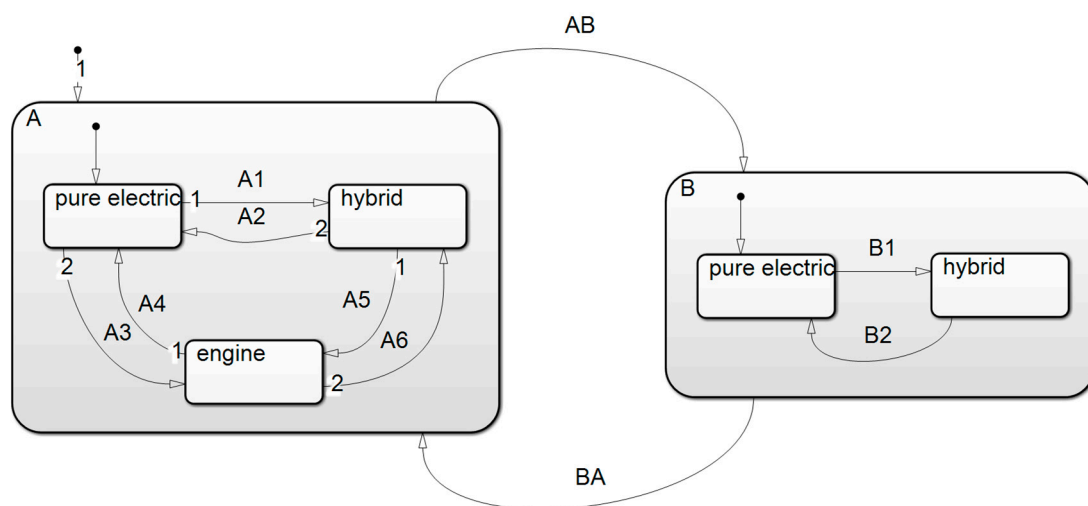 AB
1
A
pure electric
1
A1
hybrid
A2
2
2
1
A4
A5
A3
A6
1
engine
2
B
pure electric
B1
hybrid
B2
BA